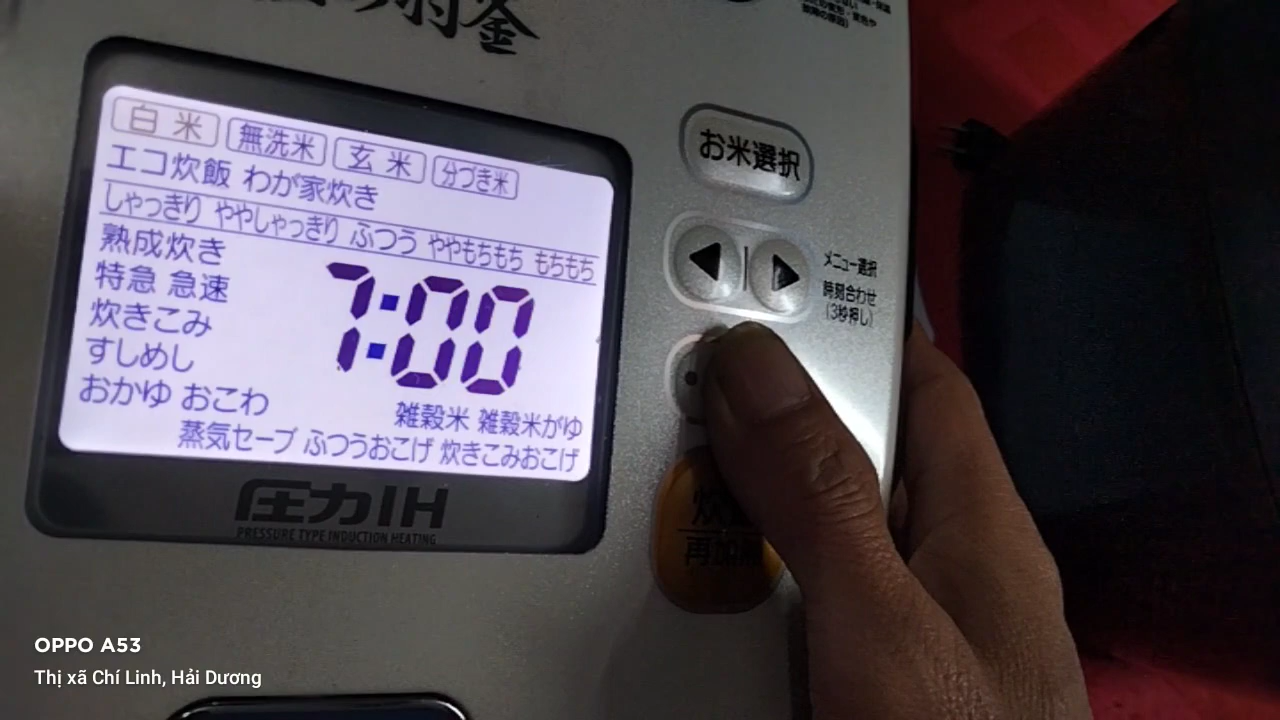 羽釜
お米選択
白米 無洗米 玄米 分づき米
エコ炊飯 わが家炊き
しゃっきり ややしゃっきり ふつう ややもちもち もちもち
熟成炊き
特急 急速
炊きこみ
すしめし
おかゆ おこわ
7:00
雑穀米 雑穀米がゆ
蒸気セーブ ふつうおこげ 炊きこみおこげ
メニュー選択
時刻合わせ
(3秒押し)
圧力IH
PRESSURE TYPE INDUCTION HEATING
再加熱
OPPO A53
Thị xã Chí Linh, Hải Dương